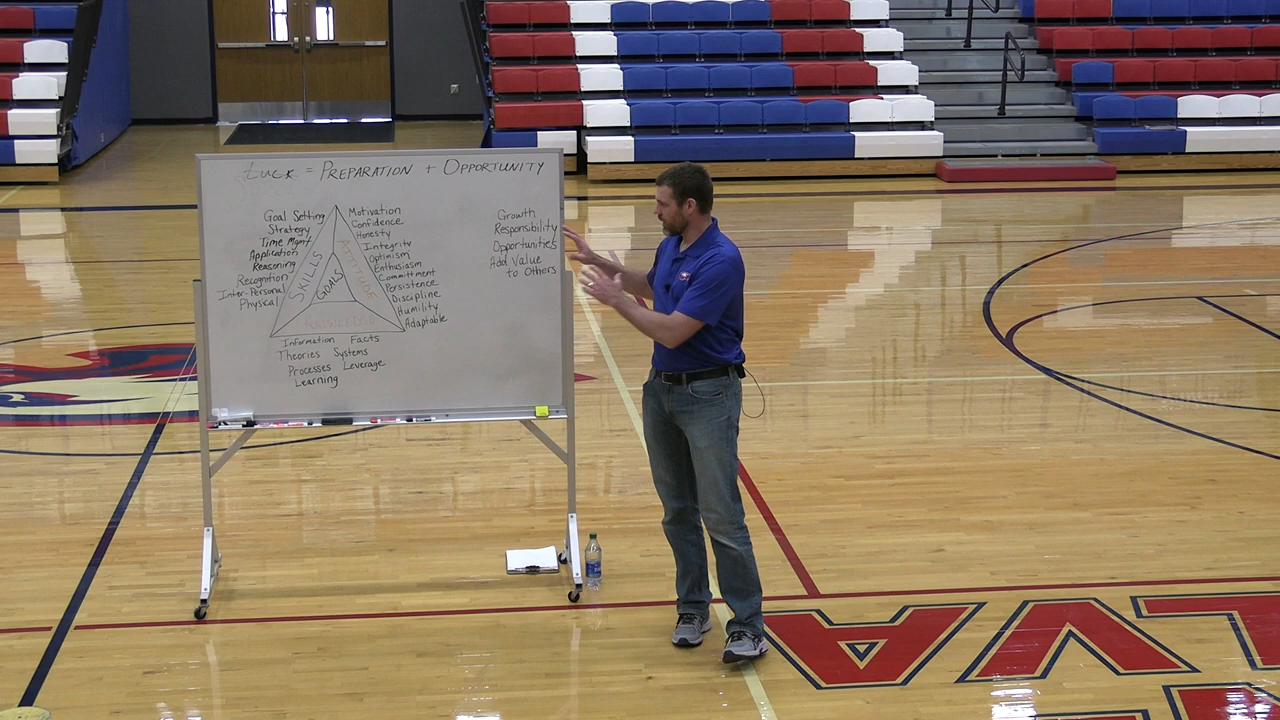 Luck = Preparation + Opportunity
Goal Setting
Strategy
Time Mgmt
Application
Reasoning
Recognition
Inter-Personal
Physical
Motivation
Confidence
Honesty
Integrity
Optimism
Enthusiasm
Committment
Persistence
Discipline
Humility
Adaptable
SKILLS
GOALS
ATTITUDE
KNOWLEDGE
Information Facts
Theories Systems
Processes Leverage
Learning
Growth
Responsibility
Opportunities
Add Value
to Others